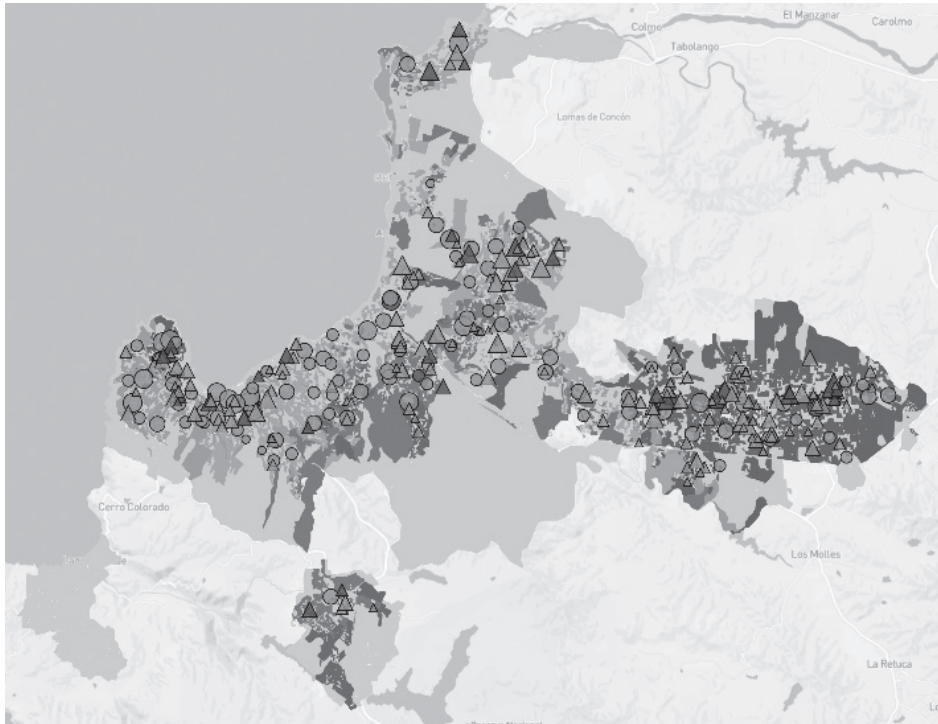 El Manzanar
Carolmo
Colmo
Tabolango
Lomas de Concón
Cerro Colorado
Los Molles
La Retuca